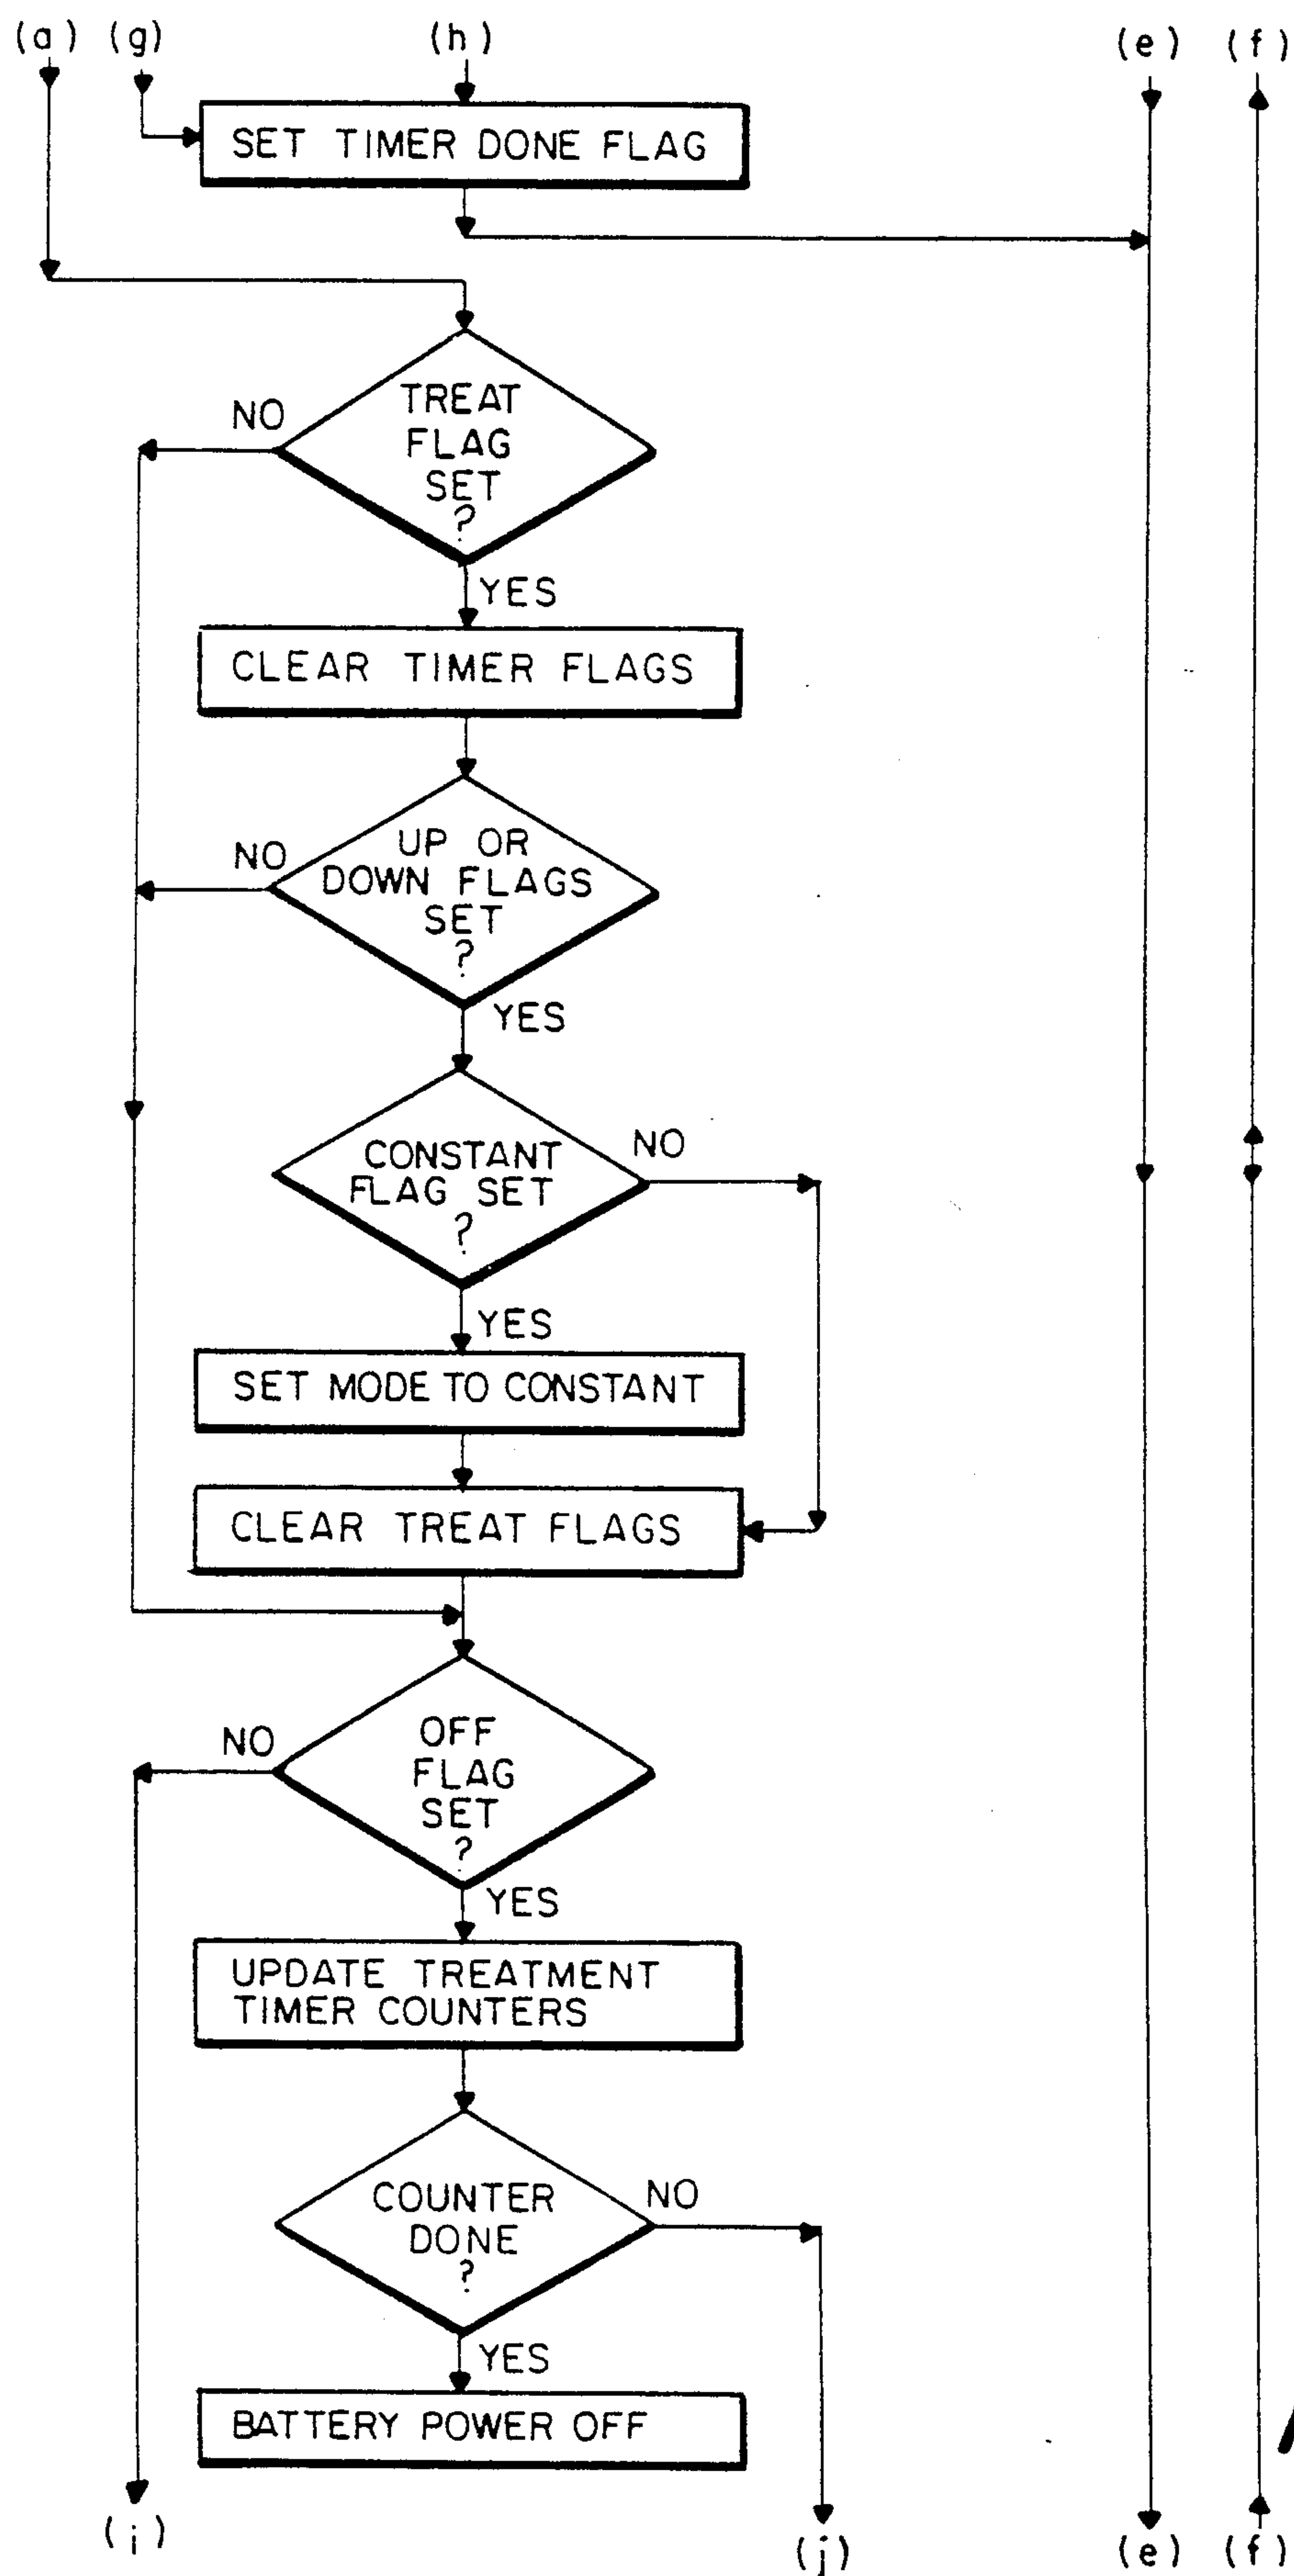 (a) (g) (h) (e) (f)
SET TIMER DONE FLAG
TREAT
FLAG
SET
?
NO
YES
CLEAR TIMER FLAGS
UP OR
DOWN FLAGS
SET
?
NO
YES
CONSTANT
FLAG SET
?
NO
YES
SET MODE TO CONSTANT
CLEAR TREAT FLAGS
OFF
FLAG
SET
?
NO
YES
UPDATE TREATMENT
TIMER COUNTERS
COUNTER
DONE
?
NO
YES
BATTERY POWER OFF
(i) (j) (e) (f)